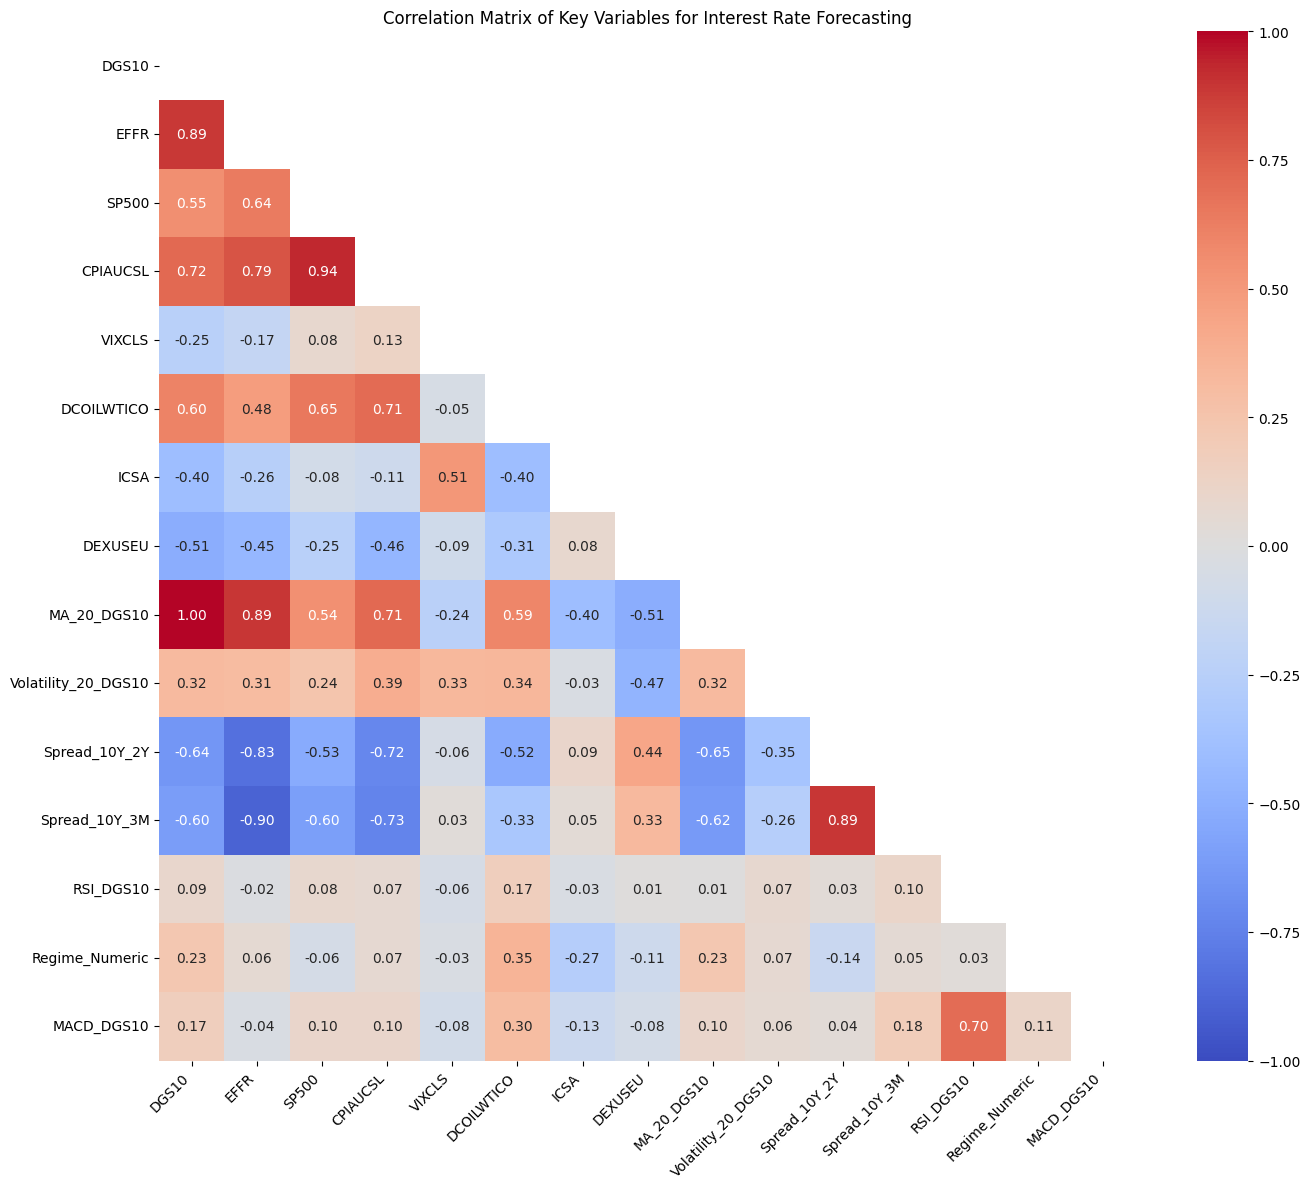 Correlation Matrix of Key Variables for Interest Rate Forecasting
DGS10
EFFR 0.89
SP500 0.55 0.64
CPIAUCSL 0.72 0.79 0.94
VIXCLS -0.25 -0.17 0.08 0.13
DCOILWTICO 0.60 0.48 0.65 0.71 -0.05
ICSA -0.40 -0.26 -0.08 -0.11 0.51 -0.40
DEXUSEU -0.51 -0.45 -0.25 -0.46 -0.09 -0.31 0.08
MA_20_DGS10 1.00 0.89 0.54 0.71 -0.24 0.59 -0.40 -0.51
Volatility_20_DGS10 0.32 0.31 0.24 0.39 0.33 0.34 -0.03 -0.47 0.32
Spread_10Y_2Y -0.64 -0.83 -0.53 -0.72 -0.06 -0.52 0.09 0.44 -0.65 -0.35
Spread_10Y_3M -0.60 -0.90 -0.60 -0.73 0.03 -0.33 0.05 0.33 -0.62 -0.26 0.89
RSI_DGS10 0.09 -0.02 0.08 0.07 -0.06 0.17 -0.03 0.01 0.01 0.07 0.03 0.10
Regime_Numeric 0.23 0.06 -0.06 0.07 -0.03 0.35 -0.27 -0.11 0.23 0.07 -0.14 0.05 0.03
MACD_DGS10 0.17 -0.04 0.10 0.10 -0.08 0.30 -0.13 -0.08 0.10 0.06 0.04 0.18 0.70 0.11
DGS10 EFFR SP500 CPIAUCSL VIXCLS DCOILWTICO ICSA DEXUSEU MA_20_DGS10 Volatility_20_DGS10 Spread_10Y_2Y Spread_10Y_3M RSI_DGS10 Regime_Numeric MACD_DGS10
1.00
0.75
0.50
0.25
0.00
−0.25
−0.50
−0.75
−1.00